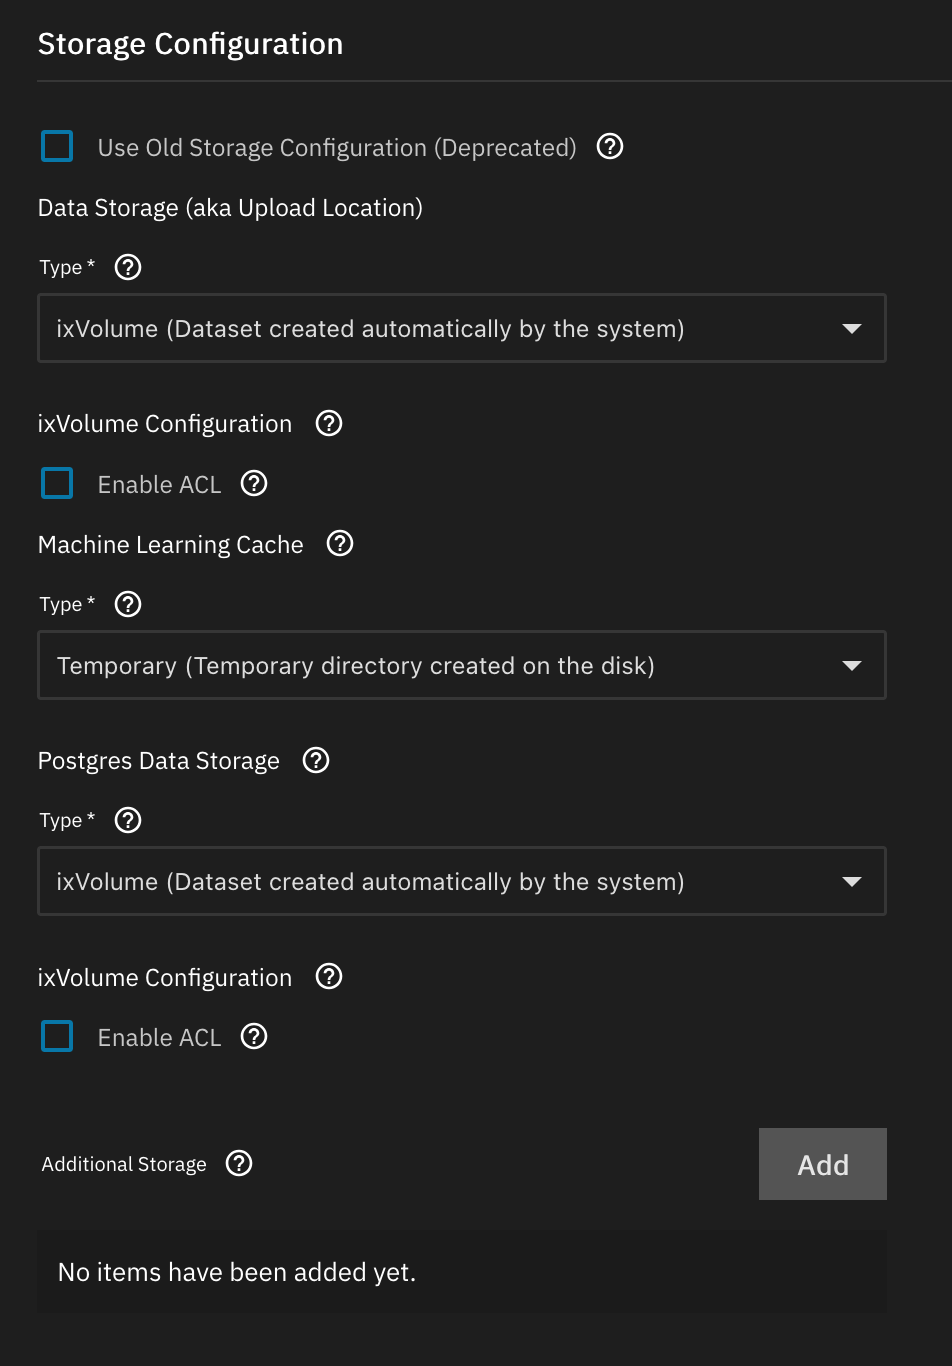 Storage Configuration
Use Old Storage Configuration (Deprecated)
Data Storage (aka Upload Location)
Type *
ixVolume (Dataset created automatically by the system)
ixVolume Configuration
Enable ACL
Machine Learning Cache
Type *
Temporary (Temporary directory created on the disk)
Postgres Data Storage
Type *
ixVolume (Dataset created automatically by the system)
ixVolume Configuration
Enable ACL
Additional Storage
Add
No items have been added yet.